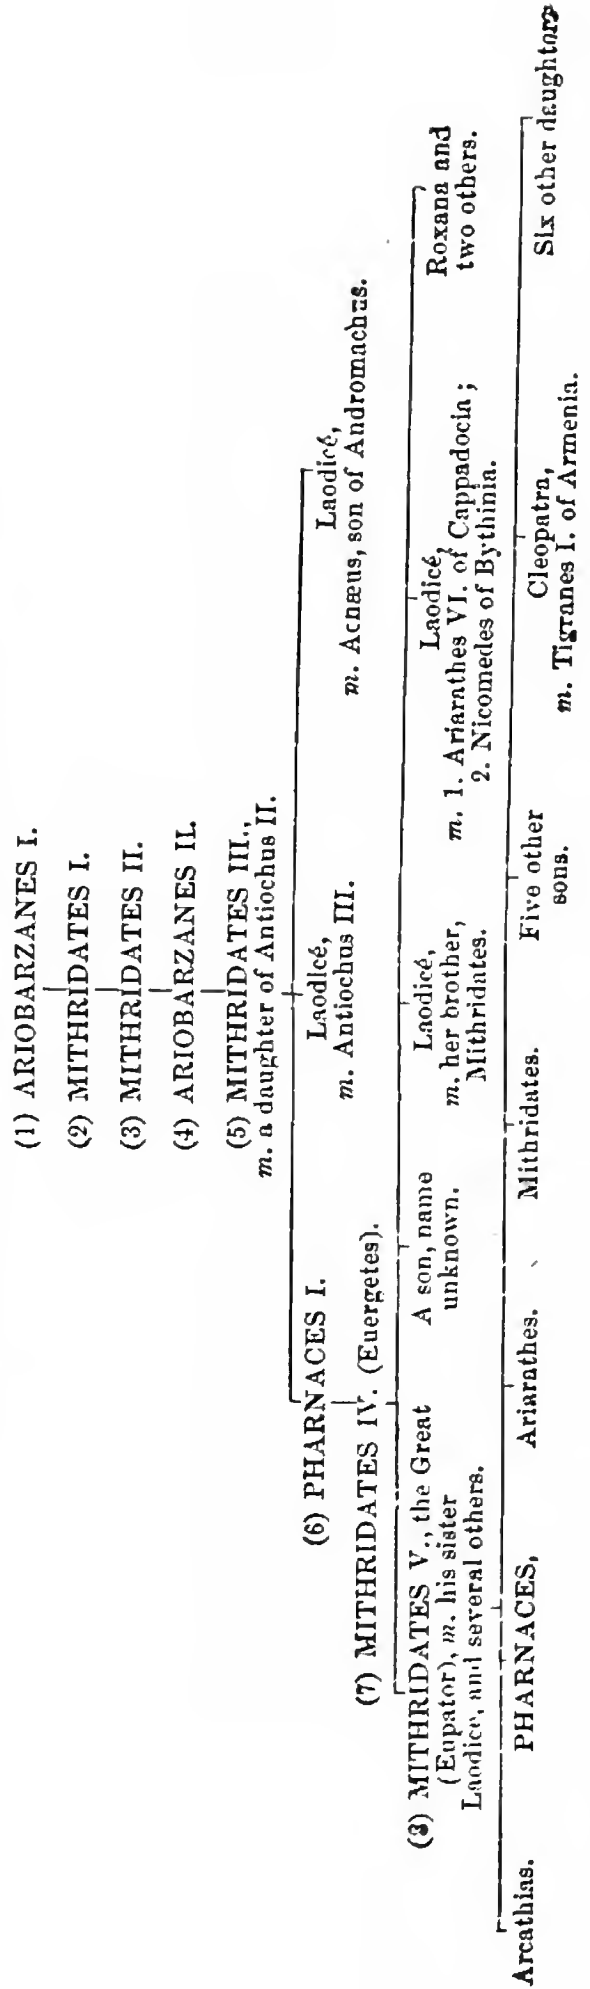 (1) ARIOBARZANES I.
(2) MITHRIDATES I.
(3) MITHRIDATES II.
(4) ARIOBARZANES II.
(5) MITHRIDATES III.,
m. a daughter of Antiochus II.
(6) PHARNACES I.
Laodicé,
m. Antiochus III.
Laodicé,
m. Acnæus, son of Andromachus.
(7) MITHRIDATES IV. (Euergetes).
(8) MITHRIDATES V., the Great
(Eupator), m. his sister
Laodice, and several others.
A son, name
unknown.
Laodicé,
m. her brother,
Mithridates.
Laodicé,
m. 1. Ariarathes VI. of Cappadocia;
2. Nicomedes of Bythinia.
Roxana and
two others.
Arcathias.
PHARNACES,
Ariarathes.
Mithridates.
Five other
sons.
Cleopatra,
m. Tigranes I. of Armenia.
Six other daughters